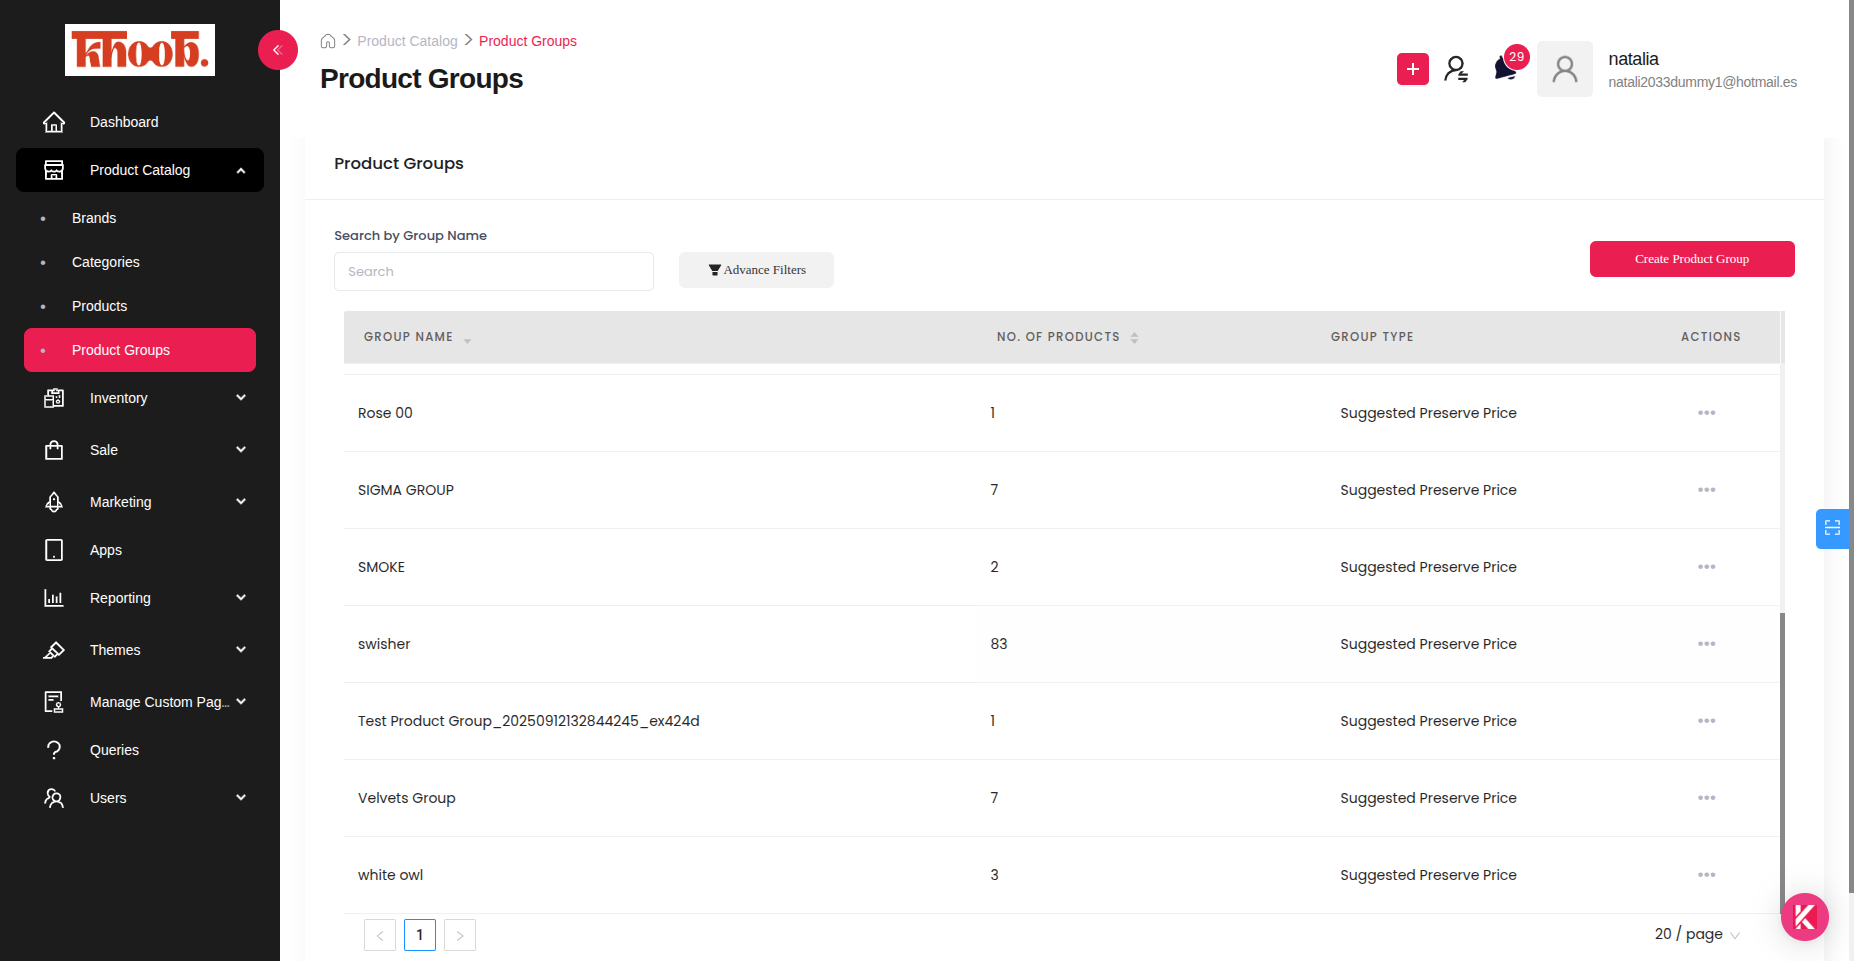 Khoob.
Dashboard
Product Catalog
Brands
Categories
Products
Product Groups
Inventory
Sale
Marketing
Apps
Reporting
Themes
Manage Custom Pag...
Queries
Users
Product Catalog
Product Groups
Product Groups
29
natalia
natali2033dummy1@hotmail.es
Product Groups
Search by Group Name
Search
Advance Filters
Create Product Group
GROUP NAME NO. OF PRODUCTS GROUP TYPE ACTIONS
Rose 00 1 Suggested Preserve Price
SIGMA GROUP 7 Suggested Preserve Price
SMOKE 2 Suggested Preserve Price
swisher 83 Suggested Preserve Price
Test Product Group_20250912132844245_ex424d 1 Suggested Preserve Price
Velvets Group 7 Suggested Preserve Price
white owl 3 Suggested Preserve Price
1
20 / page
K